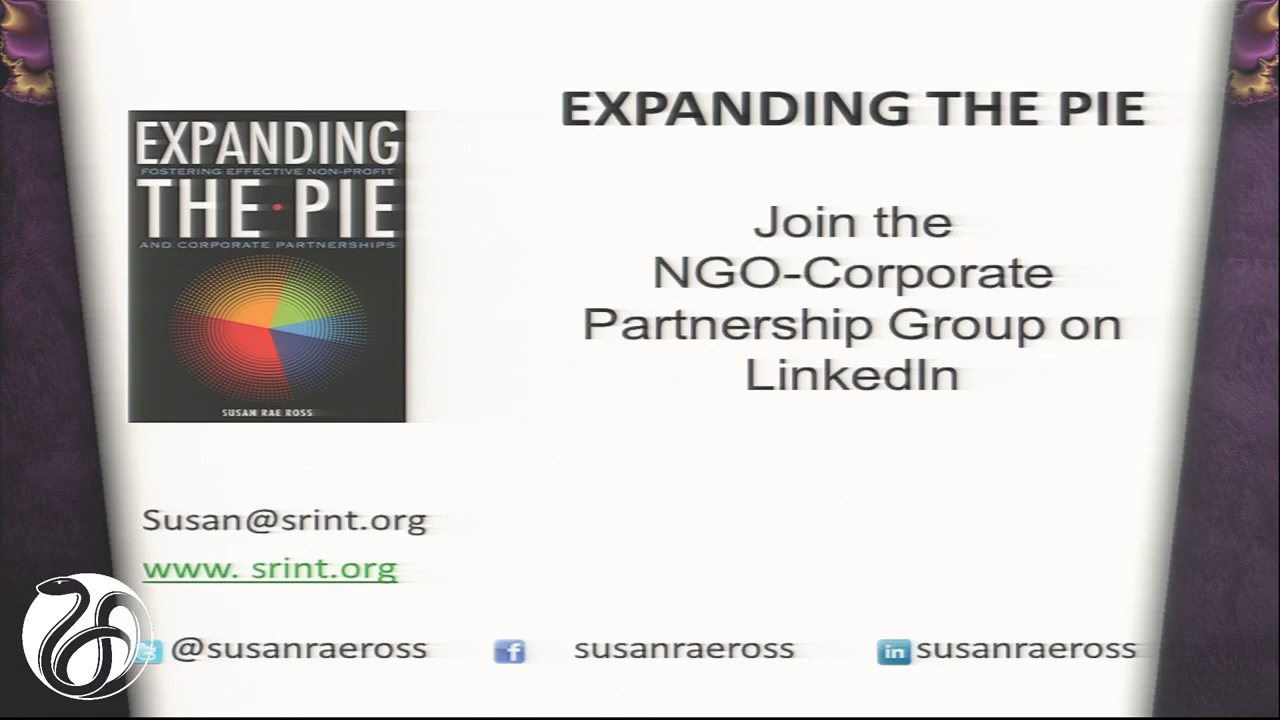 EXPANDING
FOSTERING EFFECTIVE NON-PROFIT
THE • PIE
AND CORPORATE PARTNERSHIPS
SUSAN RAE ROSS
EXPANDING THE PIE
Join the
NGO-Corporate
Partnership Group on
LinkedIn
Susan@srint.org
www. srint.org
@susanraeross
f susanraeross
in susanraeross